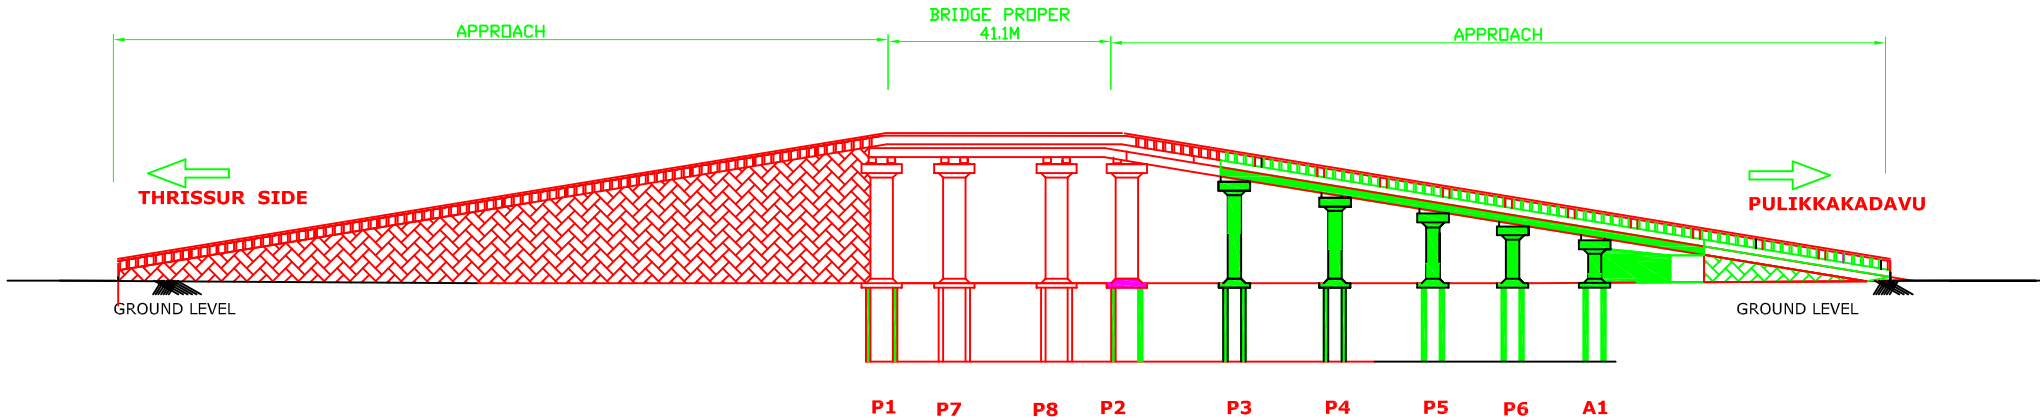 BRIDGE PROPER
APPROACH
41.1M
APPROACH
THRISSUR SIDE
PULIKKAKADAVU
GROUND LEVEL
GROUND LEVEL
P1 P7 P8 P2 P3 P4 P5 P6 A1